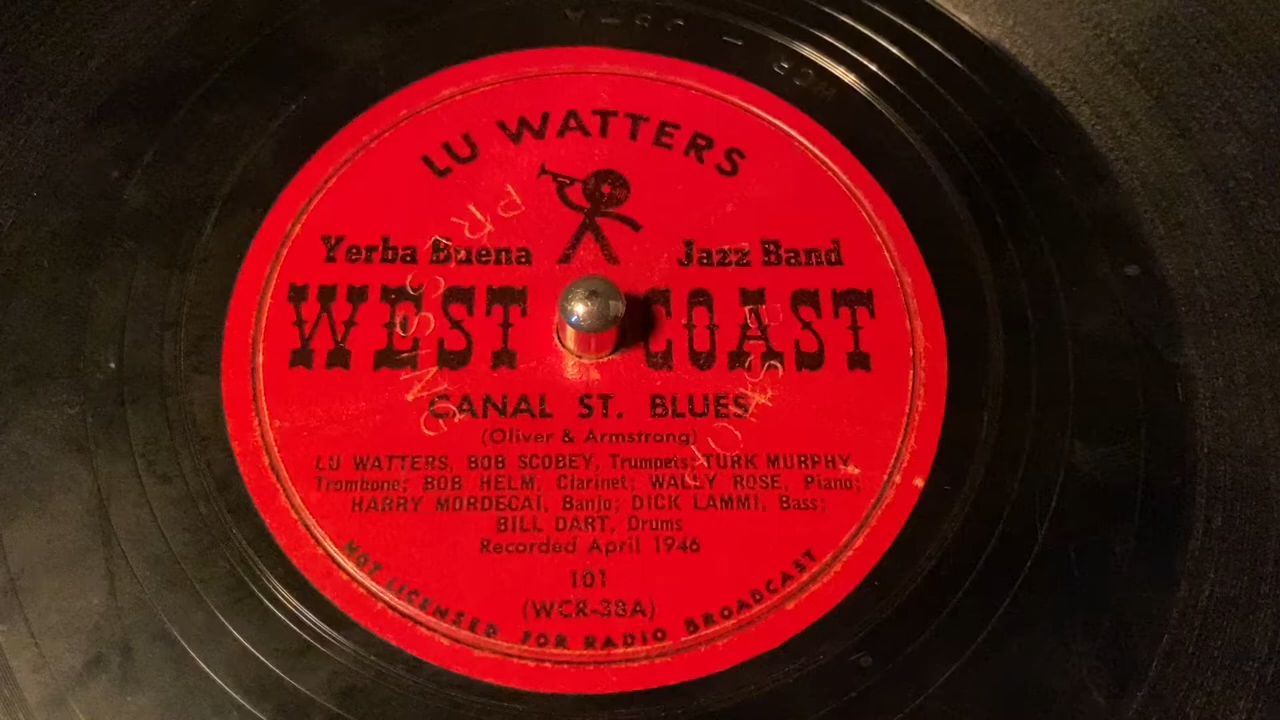 LU WATTERS
Yerba Buena Jazz Band
WEST COAST
CANAL ST. BLUES
(Oliver & Armstrong)
LU WATTERS, BOB SCOBEY, Trumpets; TURK MURPHY,
Trombone; BOB HELM, Clarinet; WALLY ROSE, Piano;
HARRY MORDECAI, Banjo; DICK LAMMI, Bass;
BILL DART, Drums
Recorded April 1946
101
(WCR-38A)
NOT LICENSED FOR RADIO BROADCAST